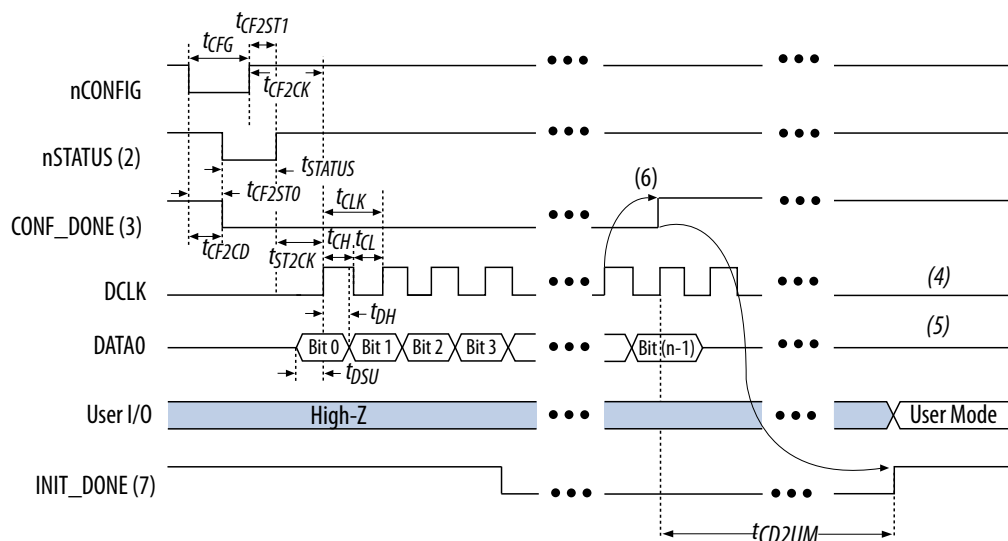 tCF2ST1
tCFG
nCONFIG
tCF2CK
nSTATUS (2)
tSTATUS
tCF2ST0
tCLK
(6)
CONF_DONE (3)
tCF2CD
tST2CK
tCH
tCL
DCLK
(4)
tDH
DATA0
Bit 0
Bit 1
Bit 2
Bit 3
Bit (n-1)
(5)
tDSU
User I/O
High-Z
User Mode
INIT_DONE (7)
tCD2UM